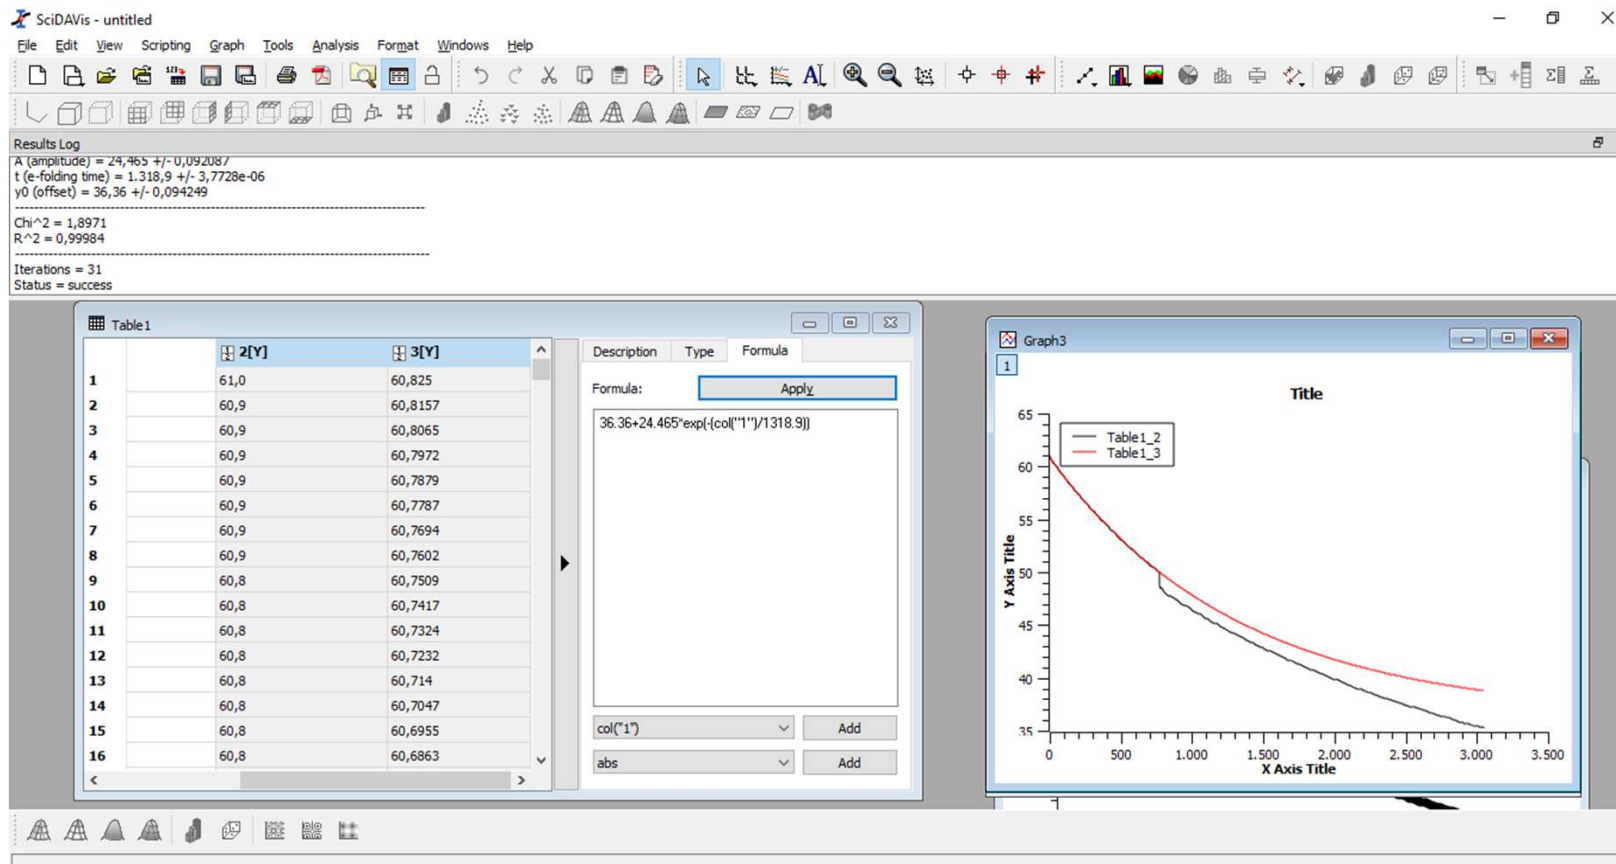 SciDAVis - untitled
File Edit View Scripting Graph Tools Analysis Format Windows Help
Results Log
A (amplitude) = 24,465 +/- 0,092087
t (e-folding time) = 1.318,9 +/- 3,7728e-06
y0 (offset) = 36,36 +/- 0,094249
Chi^2 = 1,8971
R^2 = 0,99984
Iterations = 31
Status = success
Table1
2[Y] 3[Y]
1 61,0 60,825
2 60,9 60,8157
3 60,9 60,8065
4 60,9 60,7972
5 60,9 60,7879
6 60,9 60,7787
7 60,9 60,7694
8 60,9 60,7602
9 60,8 60,7509
10 60,8 60,7417
11 60,8 60,7324
12 60,8 60,7232
13 60,8 60,714
14 60,8 60,7047
15 60,8 60,6955
16 60,8 60,6863
Description Type Formula
Formula: Apply
36.36+24.465*exp(-(col("1")/1318.9))
col("1") Add
abs Add
Graph3
1
Title
Table1_2
Table1_3
Y Axis Title
65
60
55
50
45
40
35
0 500 1.000 1.500 2.000 2.500 3.000 3.500
X Axis Title